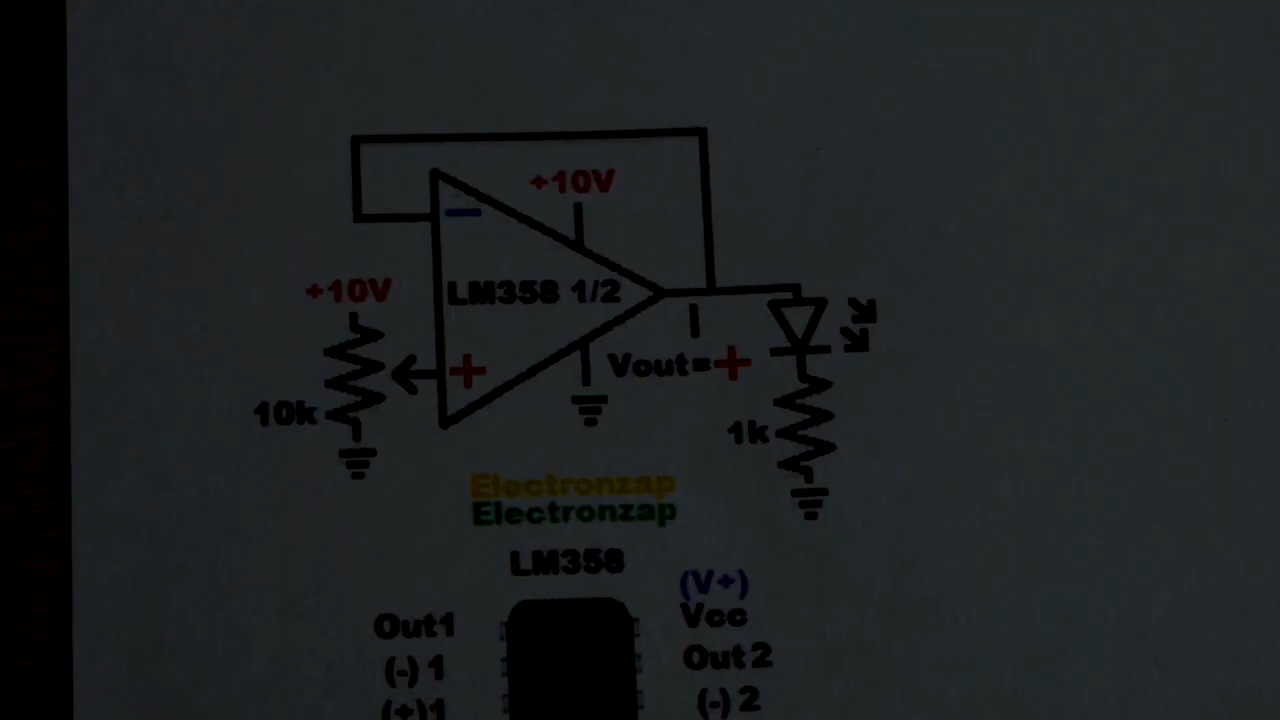 +10V
−
+10V
LM358 1/2
+
Vout=+
10k
1k
Electronzap
Electronzap
LM358
(V+)
Out1
Vcc
(-) 1
Out 2
(+)1
(-) 2